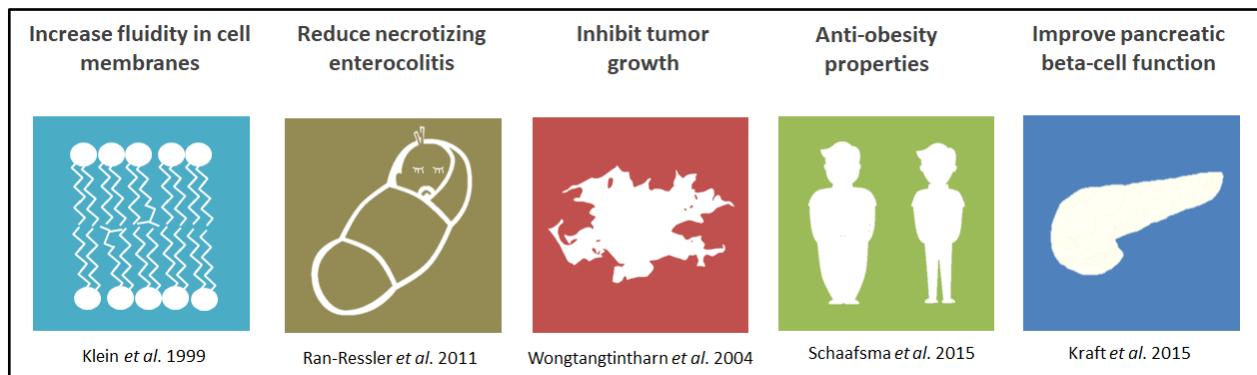 Increase fluidity in cell
membranes
Reduce necrotizing
enterocolitis
Inhibit tumor
growth
Anti-obesity
properties
Improve pancreatic
beta-cell function
Klein et al. 1999
Ran-Ressler et al. 2011
Wongtangtintharn et al. 2004
Schaafsma et al. 2015
Kraft et al. 2015